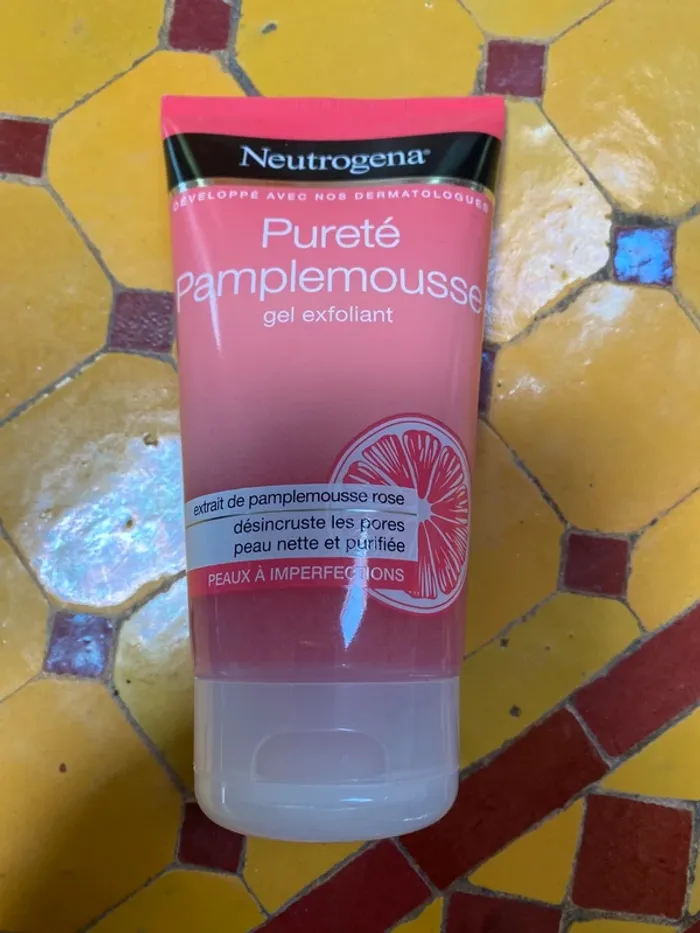 Neutrogena®
DÉVELOPPÉ AVEC NOS DERMATOLOGUES
Pureté
Pamplemousse
gel exfoliant
extrait de pamplemousse rose
désincruste les pores
peau nette et purifiée
PEAUX À IMPERFECTIONS